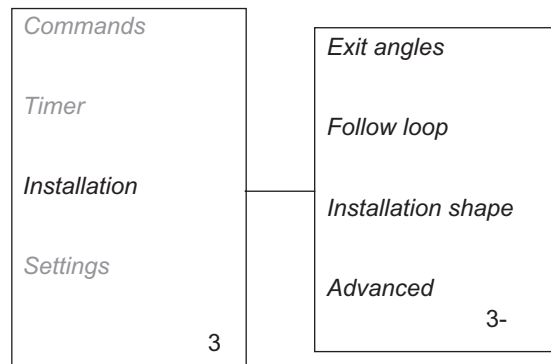 Commands
Timer
Installation
Settings
3
Exit angles
Follow loop
Installation shape
Advanced
3-